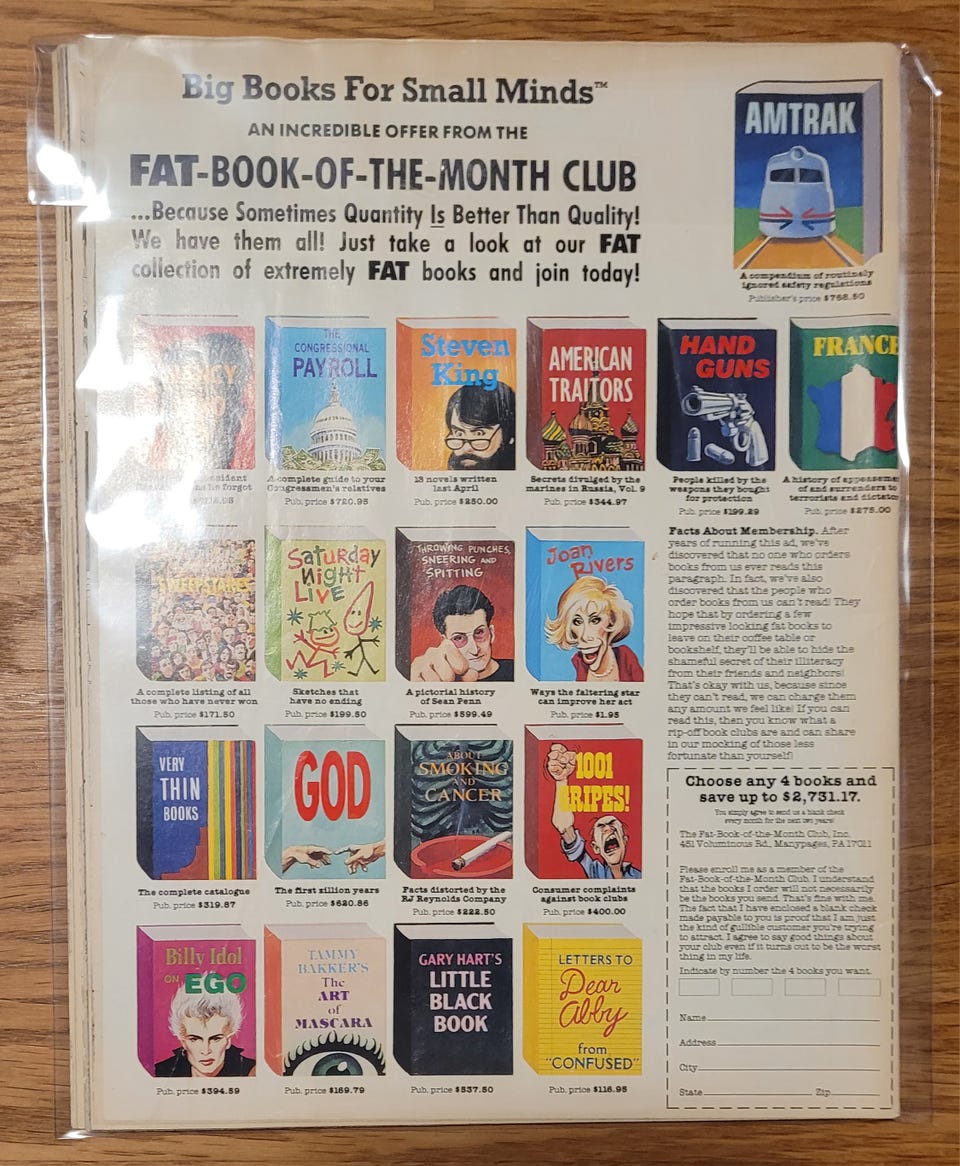 Big Books For Small Minds™
AN INCREDIBLE OFFER FROM THE
FAT-BOOK-OF-THE-MONTH CLUB
...Because Sometimes Quantity Is Better Than Quality!
We have them all! Just take a look at our FAT
collection of extremely FAT books and join today!
AMTRAK
A compendium of routinely
ignored safety regulations
Publisher's price $768.50
THE
CONGRESSIONAL
PAYROLL
A complete guide to your
Congressmen's relatives
Pub. price $720.95
Steven
King
13 novels written
last April
Pub. price $250.00
AMERICAN
TRAITORS
Secrets divulged by the
marines in Russia, Vol. 9
Pub. price $344.97
HAND
GUNS
People killed by the
weapons they bought
for protection
Pub. price $199.29
FRANCE
A history of appeasemen
of and surrenders to
terrorists and dictator
Pub. price $275.00
he forgot
SWEEPSTAKES
A complete listing of all
those who have never won
Pub. price $171.50
SATURDAY
NIGHT
LIVE
Sketches that
have no ending
Pub. price $199.50
THROWING PUNCHES,
SNEERING AND
SPITTING
A pictorial history
of Sean Penn
Pub. price $599.49
Joan
Rivers
Ways the faltering star
can improve her act
Pub. price $1.95
VERY
THIN
BOOKS
The complete catalogue
Pub. price $319.87
GOD
The first zillion years
Pub. price $620.86
ABOUT
SMOKING
AND
CANCER
Facts distorted by the
RJ Reynolds Company
Pub. price $222.50
1001
GRIPES!
Consumer complaints
against book clubs
Pub. price $400.00
Billy Idol
ON EGO
Pub. price $394.59
TAMMY
BAKKER'S
The
ART
of
MASCARA
Pub. price $169.79
GARY HART'S
LITTLE
BLACK
BOOK
Pub. price $537.50
LETTERS TO
Dear
Abby
from
"CONFUSED"
Pub. price $116.95
Facts About Membership. After
years of running this ad, we've
discovered that no one who orders
books from us ever reads this
paragraph. In fact, we've also
discovered that the people who
order books from us can't read! They
hope that by ordering a few
impressive looking fat books to
leave on their coffee table or
bookshelf, they'll be able to hide the
shameful secret of their illiteracy
from their friends and neighbors!
That's okay with us, because since
they can't read, we can charge them
any amount we feel like! If you can
read this, then you know what a
rip-off book clubs are and can share
in our mocking of those less
fortunate than yourself!
Choose any 4 books and
save up to $2,731.17.
You simply agree to send us a blank check
every month for the next two years!
The Fat-Book-of-the-Month Club, Inc.
451 Voluminous Rd., Manypages, PA 17021
Please enroll me as a member of the
Fat-Book-of-the-Month Club. I understand
that the books I order will not necessarily
be the books you send. That's fine with me.
The fact that I have enclosed a blank check
made payable to you is proof that I am just
the kind of gullible customer you're trying
to attract. I agree to say good things about
your club even if it turns out to be the worst
thing in my life.
Indicate by number the 4 books you want.
Name
Address
City
State Zip